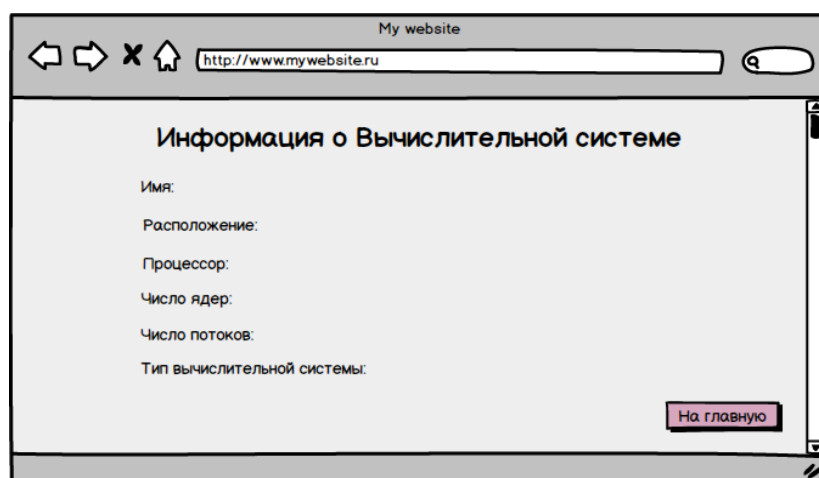 My website
http://www.mywebsite.ru
Информация о Вычислительной системе
Имя:
Расположение:
Процессор:
Число ядер:
Число потоков:
Тип вычислительной системы:
На главную